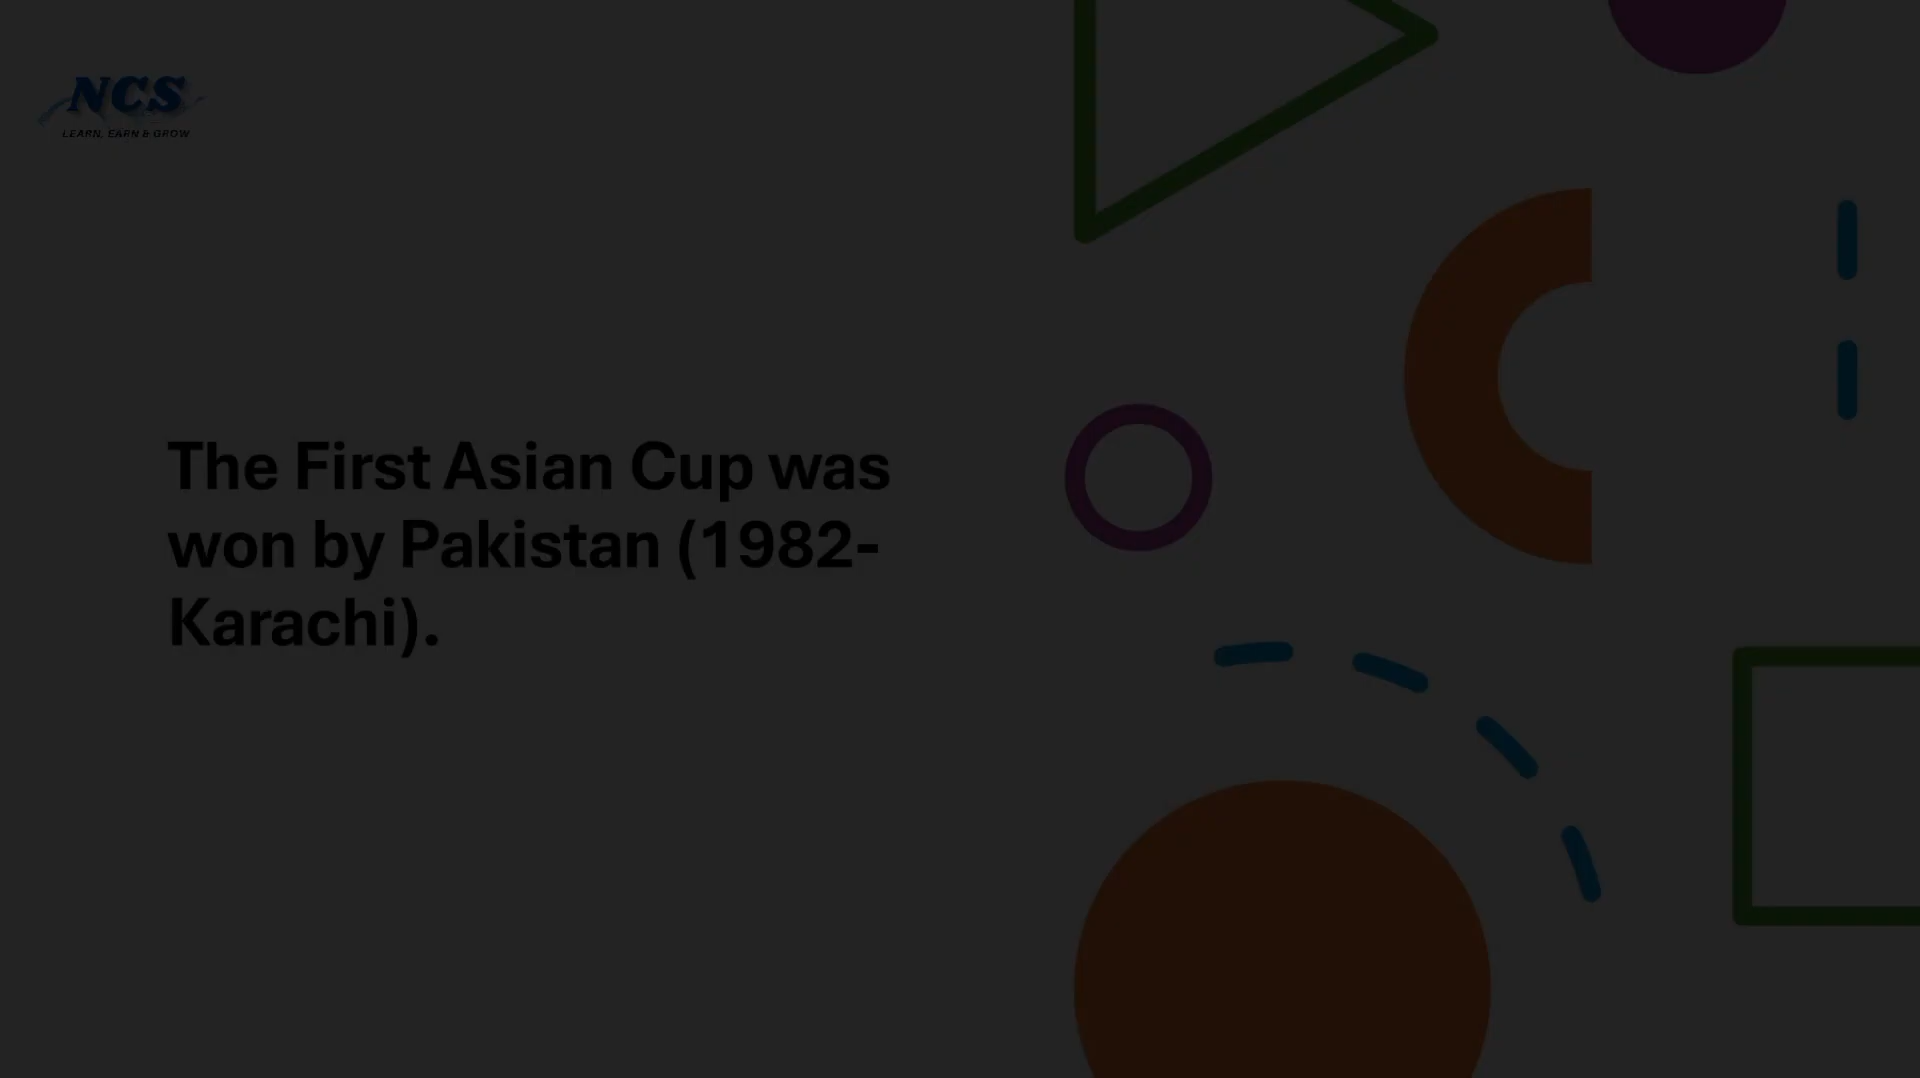 NCS
LEARN, EARN & GROW
The First Asian Cup was
won by Pakistan (1982-
Karachi).